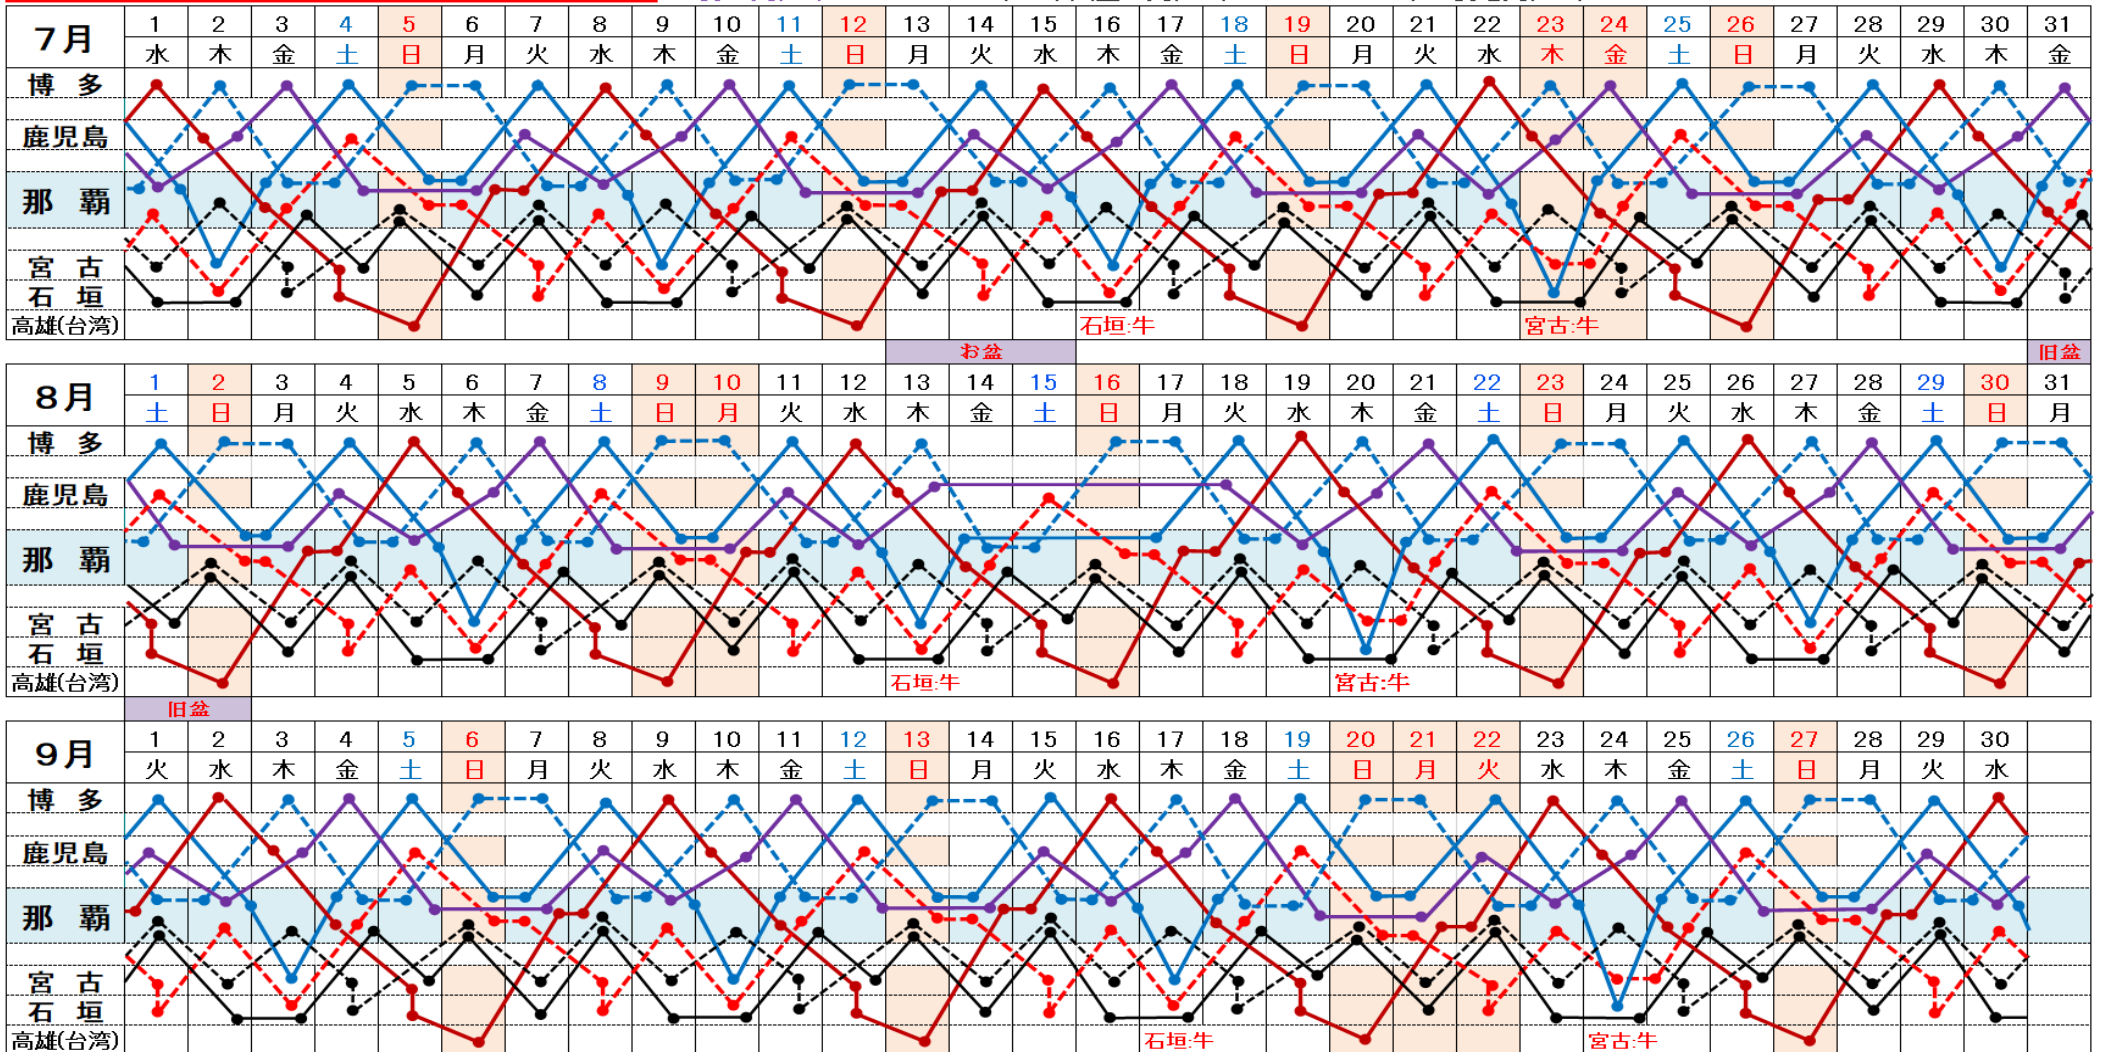 7月 1 2 3 4 5 6 7 8 9 10 11 12 13 14 15 16 17 18 19 20 21 22 23 24 25 26 27 28 29 30 31
水 木 金 土 日 月 火 水 木 金 土 日 月 火 水 木 金 土 日 月 火 水 木 金 土 日 月 火 水 木 金
博 多
鹿児島
那 覇
宮 古
石 垣
高雄(台湾) 石垣:牛 宮古:牛
お盆 旧盆
8月 1 2 3 4 5 6 7 8 9 10 11 12 13 14 15 16 17 18 19 20 21 22 23 24 25 26 27 28 29 30 31
土 日 月 火 水 木 金 土 日 月 火 水 木 金 土 日 月 火 水 木 金 土 日 月 火 水 木 金 土 日 月
博 多
鹿児島
那 覇
宮 古
石 垣
高雄(台湾) 石垣:牛 宮古:牛
旧盆
9月 1 2 3 4 5 6 7 8 9 10 11 12 13 14 15 16 17 18 19 20 21 22 23 24 25 26 27 28 29 30
火 水 木 金 土 日 月 火 水 木 金 土 日 月 火 水 木 金 土 日 月 火 水 木 金 土 日 月 火 水
博 多
鹿児島
那 覇
宮 古
石 垣
高雄(台湾) 石垣:牛 宮古:牛